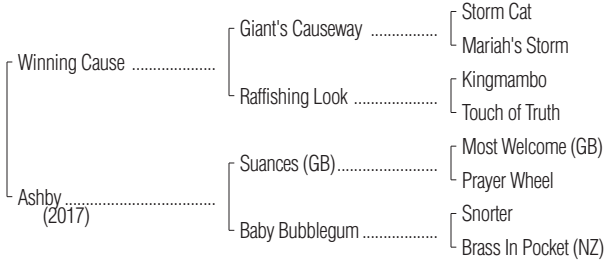 Storm Cat
Giant's Causeway ..................
Mariah's Storm
Winning Cause .....................
Kingmambo
Raffishing Look .....................
Touch of Truth
Most Welcome (GB)
Suances (GB).........................
Prayer Wheel
Ashby......................................
(2017)
Snorter
Baby Bubblegum ...................
Brass In Pocket (NZ)